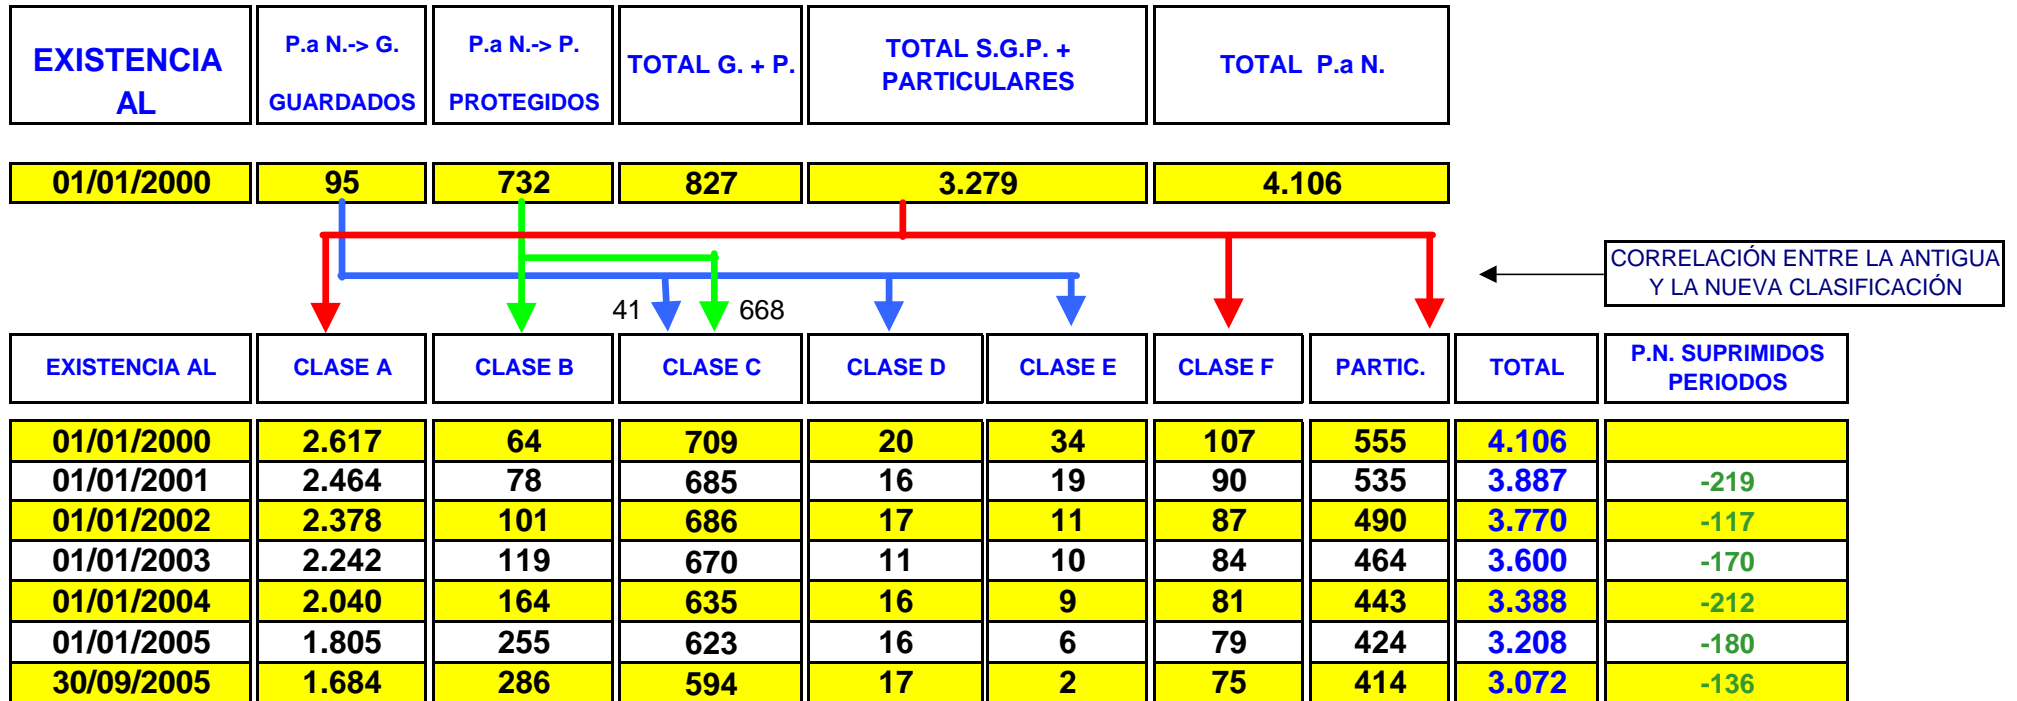 EXISTENCIA AL P.a N.-> G. GUARDADOS P.a N.-> P. PROTEGIDOS TOTAL G. + P. TOTAL S.G.P. + PARTICULARES TOTAL P.a N.
01/01/2000 95 732 827 3.279 4.106
CORRELACIÓN ENTRE LA ANTIGUA
Y LA NUEVA CLASIFICACIÓN
41 668
EXISTENCIA AL CLASE A CLASE B CLASE C CLASE D CLASE E CLASE F PARTIC. TOTAL P.N. SUPRIMIDOS PERIODOS
01/01/2000 2.617 64 709 20 34 107 555 4.106
01/01/2001 2.464 78 685 16 19 90 535 3.887 -219
01/01/2002 2.378 101 686 17 11 87 490 3.770 -117
01/01/2003 2.242 119 670 11 10 84 464 3.600 -170
01/01/2004 2.040 164 635 16 9 81 443 3.388 -212
01/01/2005 1.805 255 623 16 6 79 424 3.208 -180
30/09/2005 1.684 286 594 17 2 75 414 3.072 -136